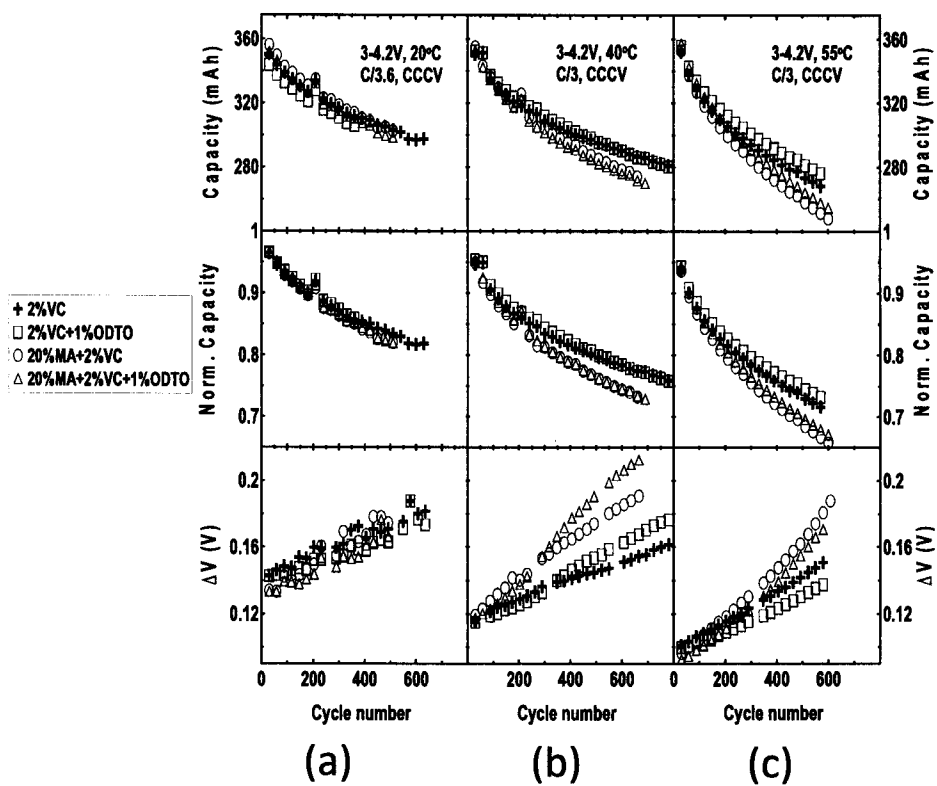 360
320
280
1
Capacity (mAh)
3-4.2V, 20°C
C/3.6, CCCV
3-4.2V, 40°C
C/3, CCCV
3-4.2V, 55°C
C/3, CCCV
360
320
280
1
Capacity (mAh)
0.9
0.8
0.7
Norm. Capacity
0.9
0.8
0.7
Norm. Capacity
2%VC
2%VC+1%ODTO
20%MA+2%VC
20%MA+2%VC+1%ODTO
0.2
0.16
0.12
ΔV (V)
0.2
0.16
0.12
ΔV (V)
0 200 400 600
200 400 600
0 200 400 600
Cycle number
Cycle number
Cycle number
(a)
(b)
(c)